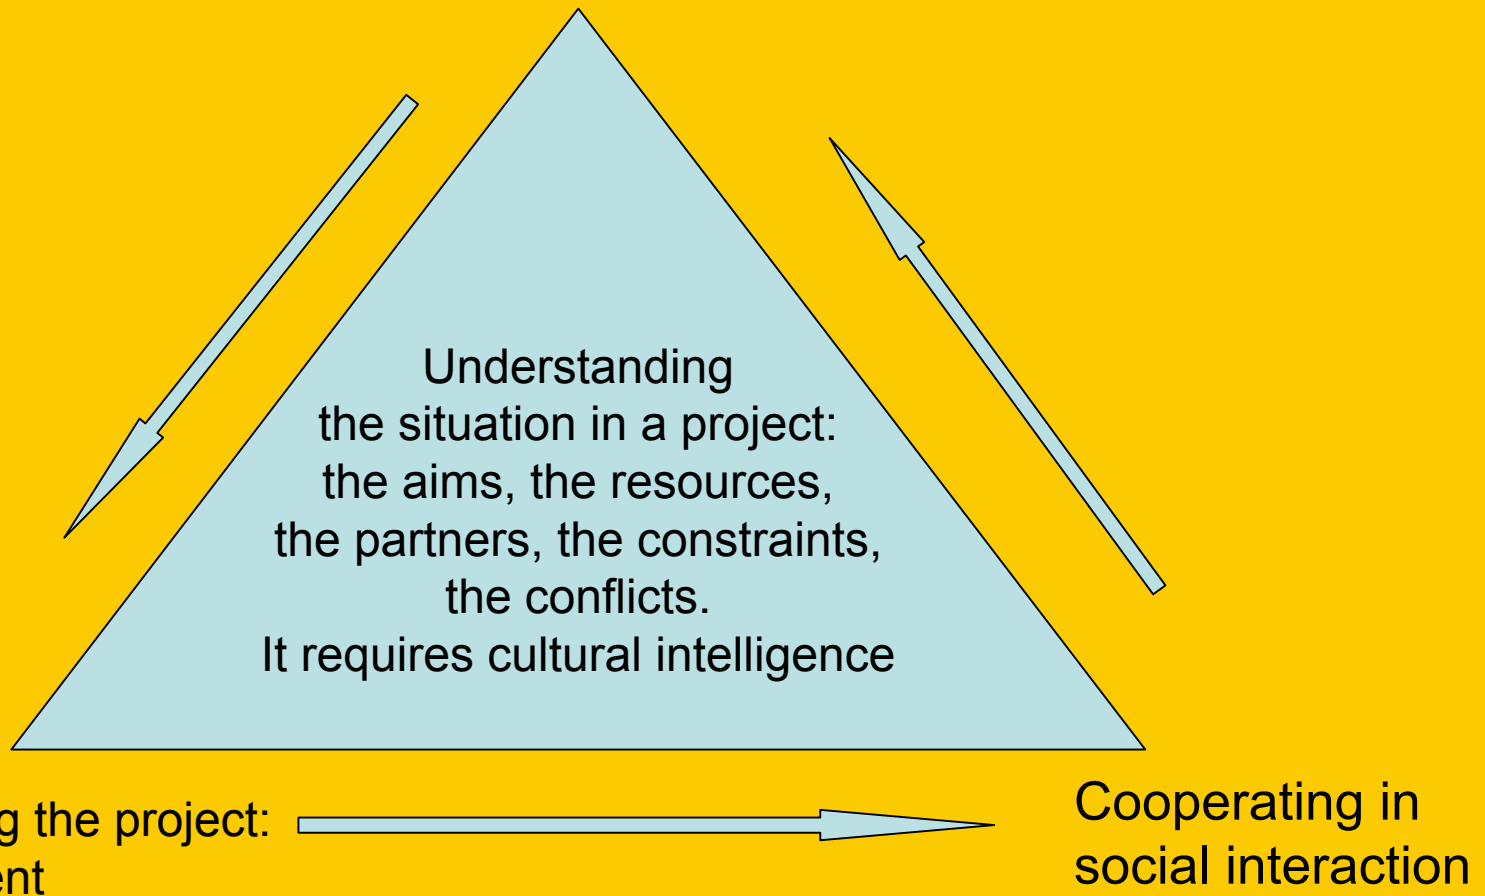 Understanding
the situation in a project:
the aims, the resources,
the partners, the constraints,
the conflicts.
It requires cultural intelligence
the project:
Cooperating in
social interaction